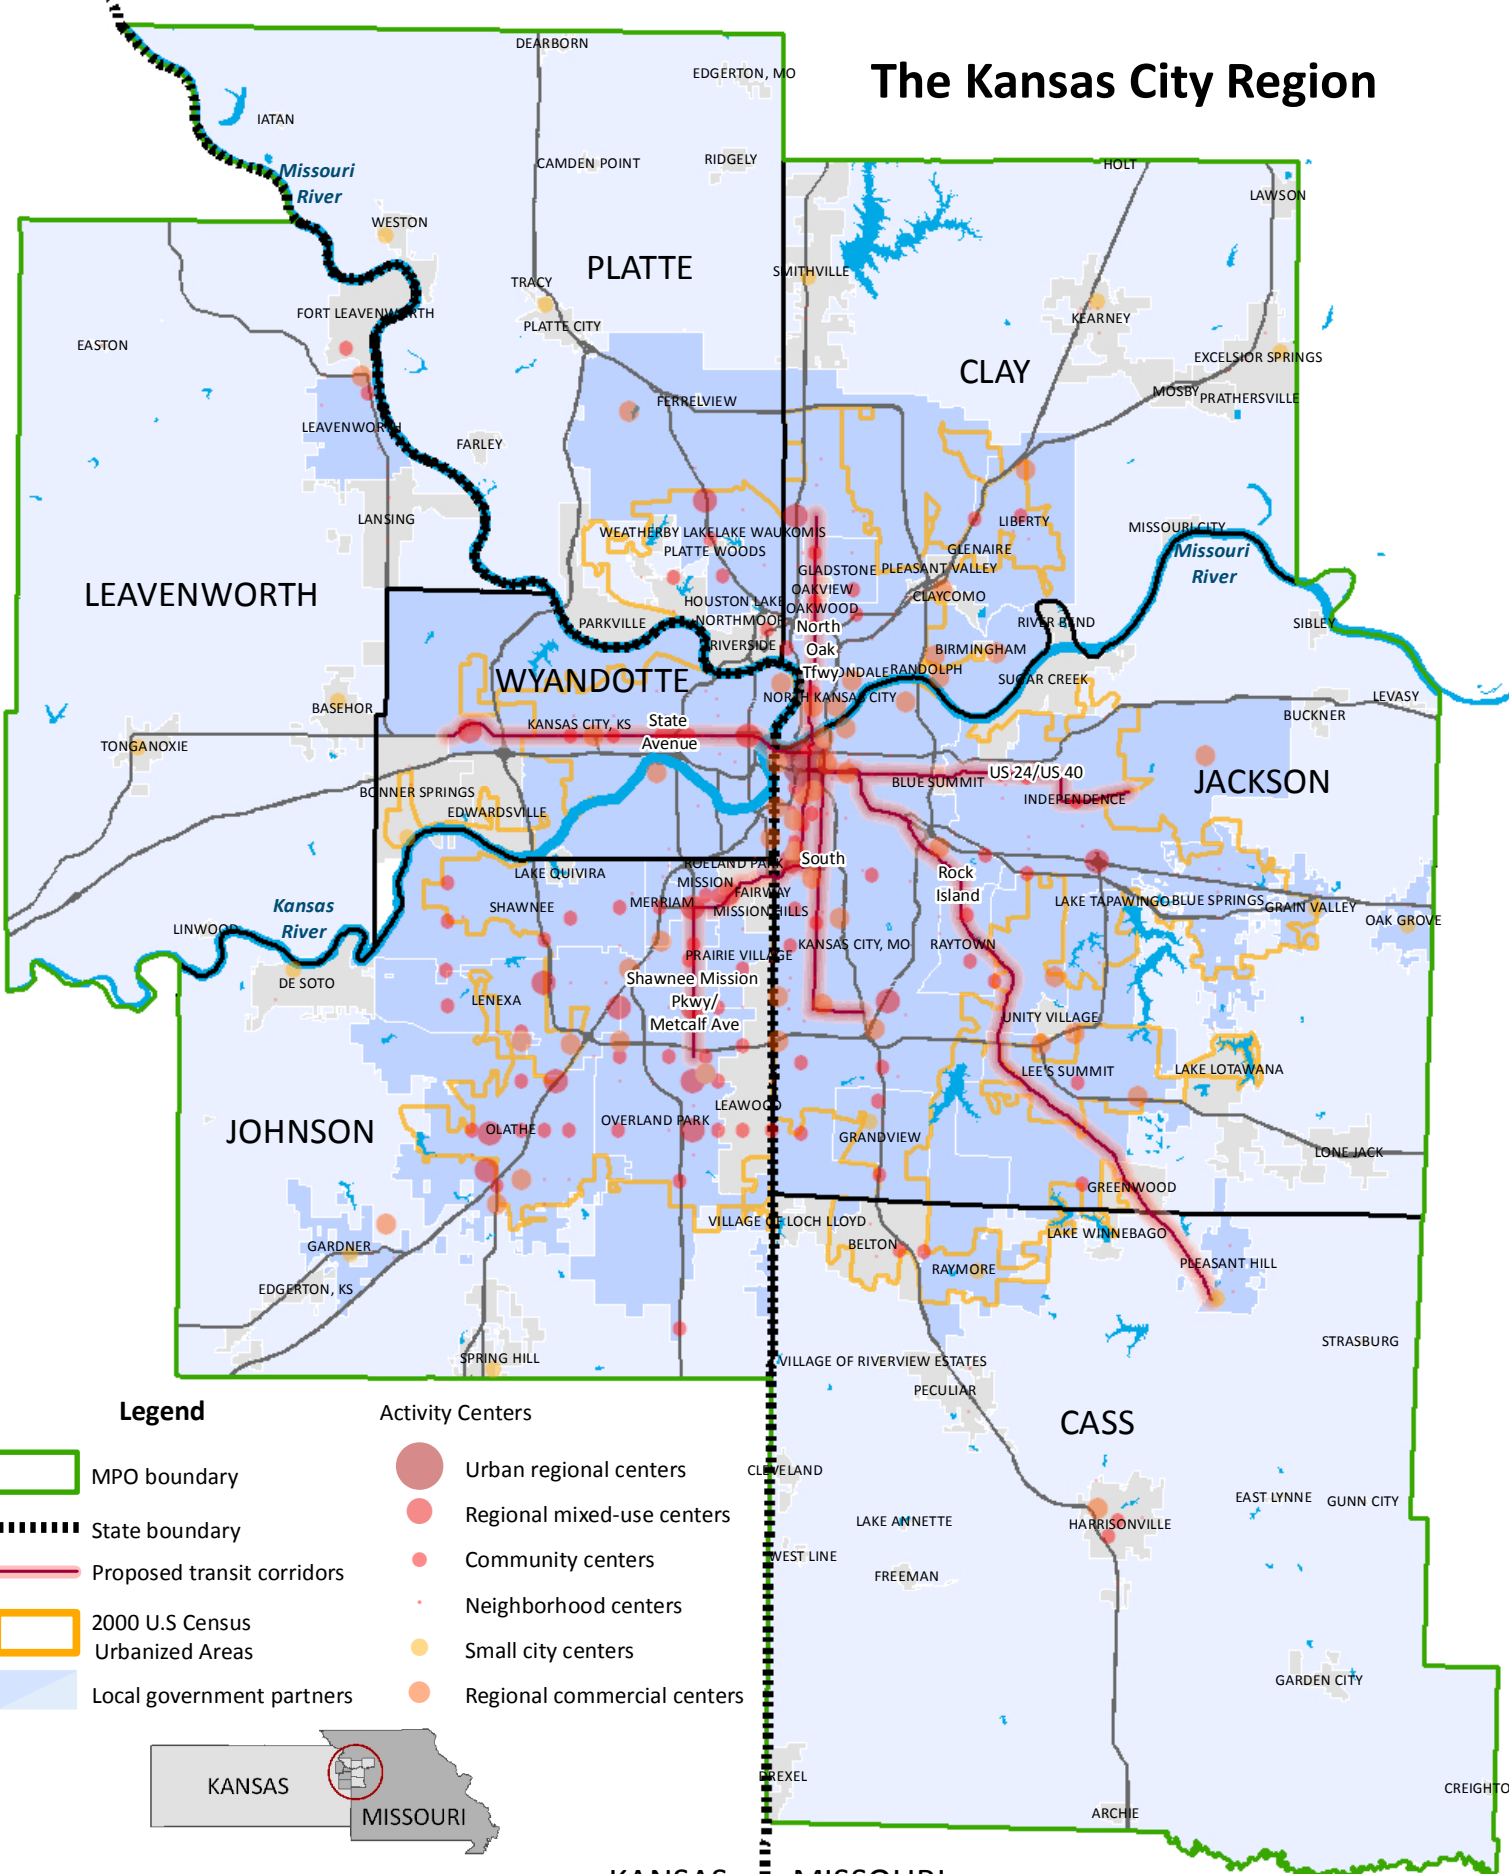 The Kansas City Region
DEARBORN
EDGERTON, MO
IATAN
CAMDEN POINT
RIDGELY
HOLT
LAWSON
Missouri
River
WESTON
PLATTE
SMITHVILLE
TRACY
FORT LEAVENWORTH
PLATTE CITY
KEARNEY
EASTON
EXCELSIOR SPRINGS
CLAY
MOSBY
PRATHERSVILLE
FERRELVIEW
LEAVENWORTH
FARLEY
LANSING
LIBERTY
MISSOURI CITY
WEATHERBY LAKE
LAKE WAUKOMIS
PLATTE WOODS
GLENAIRE
Missouri
River
GLADSTONE
PLEASANT VALLEY
OAKVIEW
LEAVENWORTH
CLAYCOMO
HOUSTON LAKE
OAKWOOD
NORTHMOOR
PARKVILLE
RIVER BEND
SIBLEY
North
Oak
Tfwy
RIVERSIDE
BIRMINGHAM
RANDOLPH
WYANDOTTE
SUGAR CREEK
NORTH KANSAS CITY
LEVASY
BASEHOR
BUCKNER
KANSAS CITY, KS
State
Avenue
TONGANOXIE
US 24/US 40
BLUE SUMMIT
JACKSON
BONNER SPRINGS
INDEPENDENCE
EDWARDSVILLE
ROELAND PARK
South
LAKE QUIVIRA
MISSION
Rock
Island
FAIRWAY
MERRIAM
SHAWNEE
MISSION HILLS
LAKE TAPAWINGO
BLUE SPRINGS
GRAIN VALLEY
OAK GROVE
Kansas
River
LINWOOD
KANSAS CITY, MO
RAYTOWN
PRAIRIE VILLAGE
DE SOTO
Shawnee Mission
Pkwy/
Metcalf Ave
LENEXA
UNITY VILLAGE
LEE'S SUMMIT
LAKE LOTAWANA
LEAWOOD
OVERLAND PARK
JOHNSON
OLATHE
GRANDVIEW
LONE JACK
GREENWOOD
VILLAGE OF LOCH LLOYD
LAKE WINNEBAGO
BELTON
GARDNER
RAYMORE
PLEASANT HILL
EDGERTON, KS
STRASBURG
SPRING HILL
VILLAGE OF RIVERVIEW ESTATES
PECULIAR
CASS
CLEVELAND
EAST LYNNE
GUNN CITY
LAKE ANNETTE
HARRISONVILLE
WEST LINE
FREEMAN
GARDEN CITY
DREXEL
CREIGHTO
ARCHIE
Legend
MPO boundary
State boundary
Proposed transit corridors
2000 U.S Census
Urbanized Areas
Local government partners
Activity Centers
Urban regional centers
Regional mixed-use centers
Community centers
Neighborhood centers
Small city centers
Regional commercial centers
KANSAS
MISSOURI
KANSAS
MISSOURI